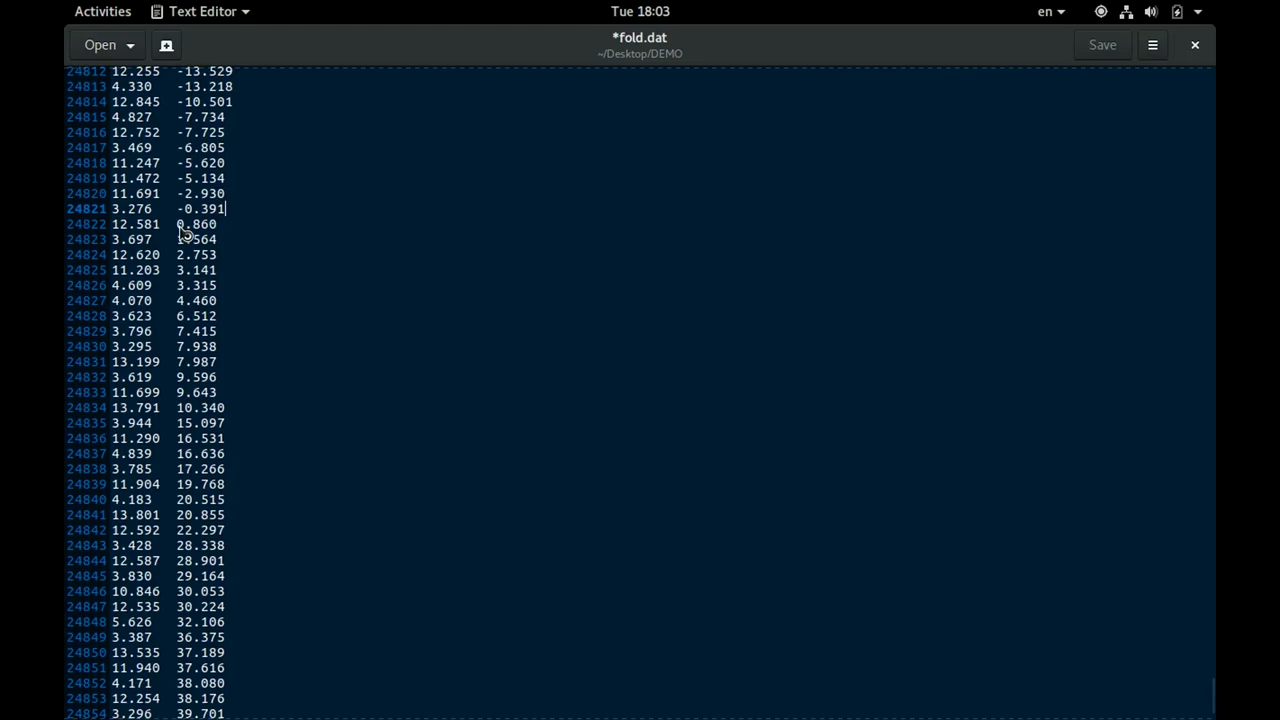 Activities Text Editor Tue 18:03 en
Open *fold.dat Save
~/Desktop/DEMO
24812 12.255 -13.529
24813 4.330 -13.218
24814 12.845 -10.501
24815 4.827 -7.734
24816 12.752 -7.725
24817 3.469 -6.805
24818 11.247 -5.620
24819 11.472 -5.134
24820 11.691 -2.930
24821 3.276 -0.391
24822 12.581 0.860
24823 3.697 1.564
24824 12.620 2.753
24825 11.203 3.141
24826 4.609 3.315
24827 4.070 4.460
24828 3.623 6.512
24829 3.796 7.415
24830 3.295 7.938
24831 13.199 7.987
24832 3.619 9.596
24833 11.699 9.643
24834 13.791 10.340
24835 3.944 15.097
24836 11.290 16.531
24837 4.839 16.636
24838 3.785 17.266
24839 11.904 19.768
24840 4.183 20.515
24841 13.801 20.855
24842 12.592 22.297
24843 3.428 28.338
24844 12.587 28.901
24845 3.830 29.164
24846 10.846 30.053
24847 12.535 30.224
24848 5.626 32.106
24849 3.387 36.375
24850 13.535 37.189
24851 11.940 37.616
24852 4.171 38.080
24853 12.254 38.176
24854 3.296 39.701